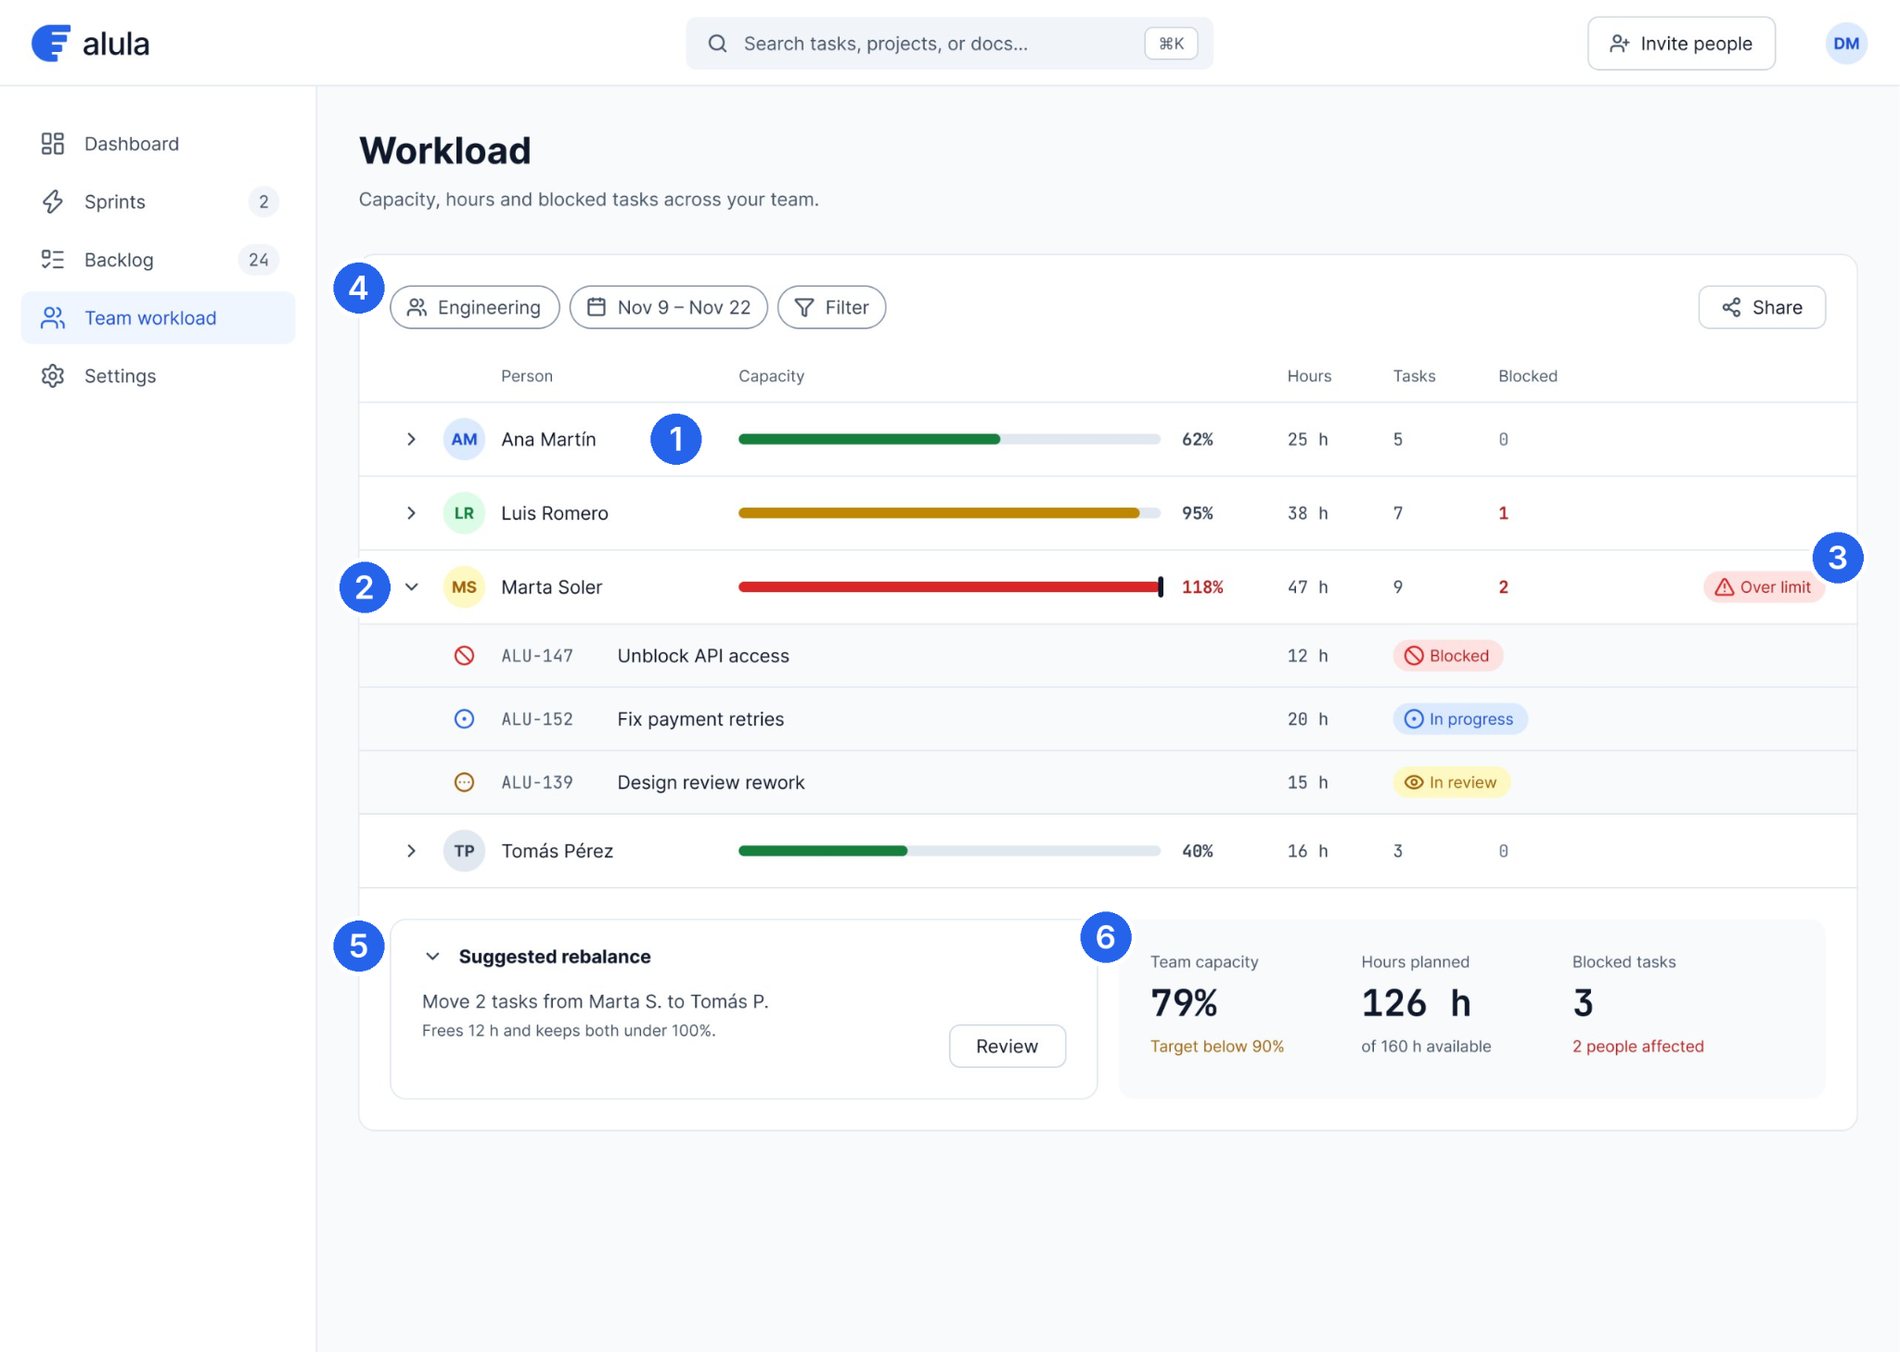 alula
Search tasks, projects, or docs...
⌘K
Invite people
DM
Dashboard
Sprints 2
Backlog 24
Team workload
Settings
Workload
Capacity, hours and blocked tasks across your team.
4
Engineering
Nov 9 – Nov 22
Filter
Share
Person Capacity Hours Tasks Blocked
AM Ana Martín 1 62% 25 h 5 0
LR Luis Romero 95% 38 h 7 1
3
2 MS Marta Soler 118% 47 h 9 2 Over limit
ALU-147 Unblock API access 12 h Blocked
ALU-152 Fix payment retries 20 h In progress
ALU-139 Design review rework 15 h In review
TP Tomás Pérez 40% 16 h 3 0
5
Suggested rebalance
Move 2 tasks from Marta S. to Tomás P.
Frees 12 h and keeps both under 100%.
Review
6
Team capacity Hours planned Blocked tasks
79% 126 h 3
Target below 90% of 160 h available 2 people affected